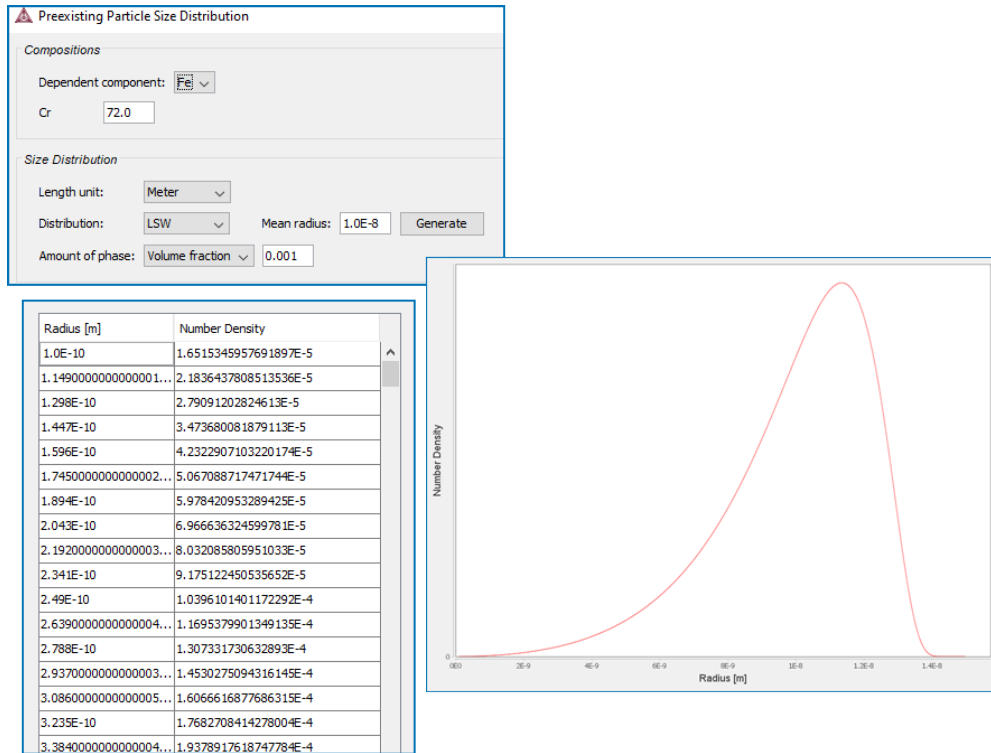 Preexisting Particle Size Distribution
Compositions
Dependent component: Fe
Cr 72.0
Size Distribution
Length unit: Meter
Distribution: LSW Mean radius: 1.0E-8 Generate
Amount of phase: Volume fraction 0.001
Radius [m] Number Density
1.0E-10 1.6515345957691897E-5
1.1490000000000001... 2.1836437808513536E-5
1.298E-10 2.79091202824613E-5
1.447E-10 3.473680081879113E-5
1.596E-10 4.2322907103220174E-5
1.7450000000000002... 5.067088717471744E-5
1.894E-10 5.978420953289425E-5
2.043E-10 6.966636324599781E-5
2.1920000000000003... 8.032085805951033E-5
2.341E-10 9.175122450535652E-5
2.49E-10 1.0396101401172292E-4
2.6390000000000004... 1.1695379901349135E-4
2.788E-10 1.307331730632893E-4
2.9370000000000003... 1.4530275094316145E-4
3.0860000000000005... 1.6066616877686315E-4
3.235E-10 1.7682708414278004E-4
3.3840000000000004... 1.9378917618747784E-4
Number Density
0
0E0 2E-9 4E-9 6E-9 8E-9 1E-8 1.2E-8 1.4E-8
Radius [m]